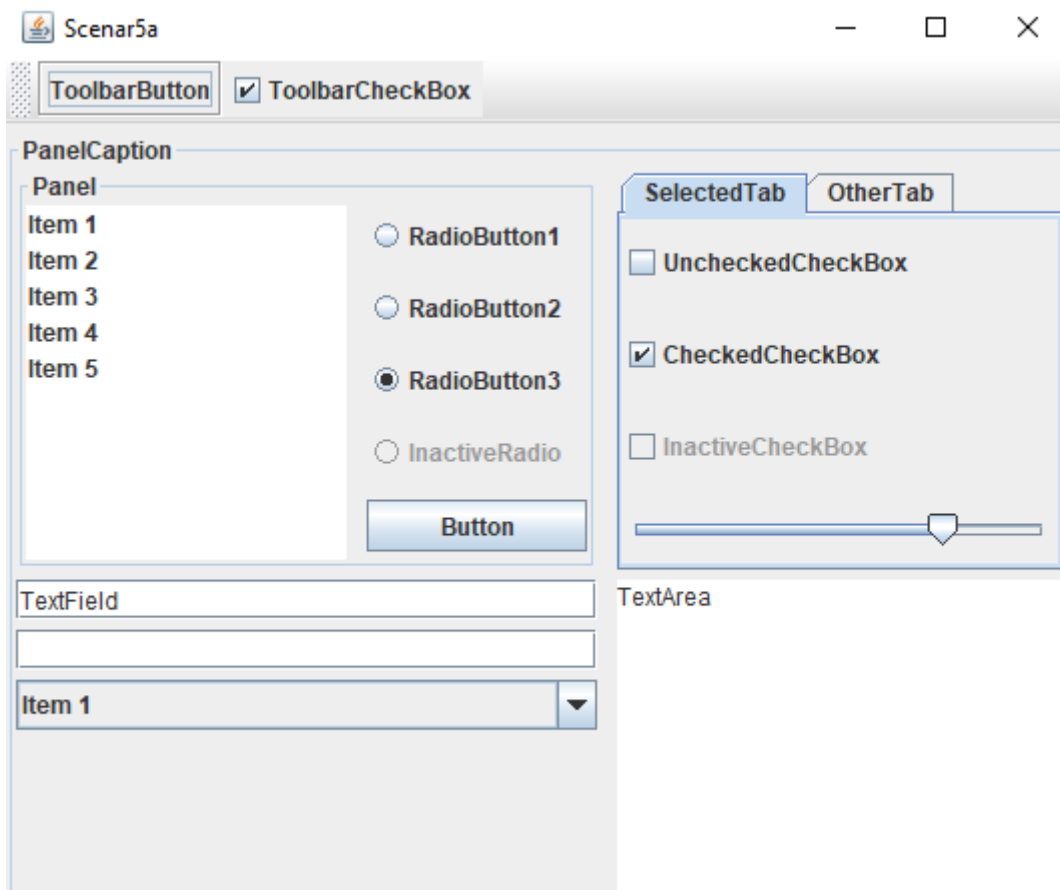 Scenar5a
ToolbarButton ToolbarCheckBox
PanelCaption
Panel
Item 1
Item 2
Item 3
Item 4
Item 5
RadioButton1
RadioButton2
RadioButton3
InactiveRadio
Button
SelectedTab OtherTab
UncheckedCheckBox
CheckedCheckBox
InactiveCheckBox
TextField
Item 1
TextArea